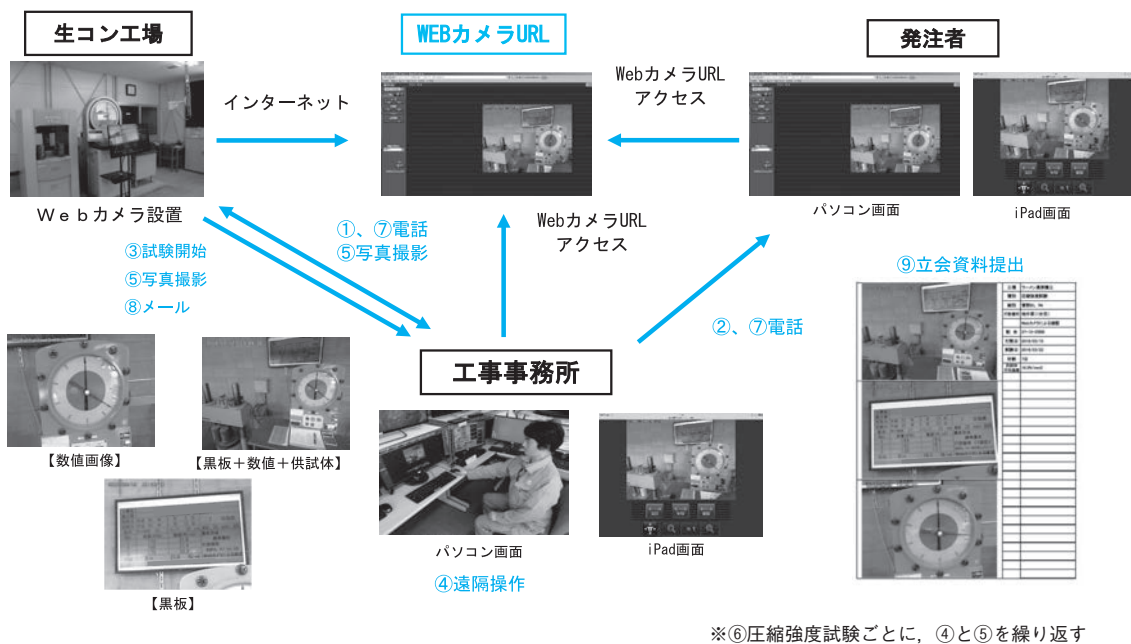 生コン工場
WEBカメラURL
発注者
インターネット
WebカメラURL
アクセス
Ｗｅｂカメラ設置
パソコン画面
iPad画面
①、⑦電話
⑤写真撮影
WebカメラURL
アクセス
③試験開始
⑤写真撮影
⑧メール
⑨立会資料提出
②、⑦電話
工事事務所
【数値画像】
【黒板＋数値＋供試体】
【黒板】
パソコン画面
iPad画面
④遠隔操作
※⑥圧縮強度試験ごとに，④と⑤を繰り返す